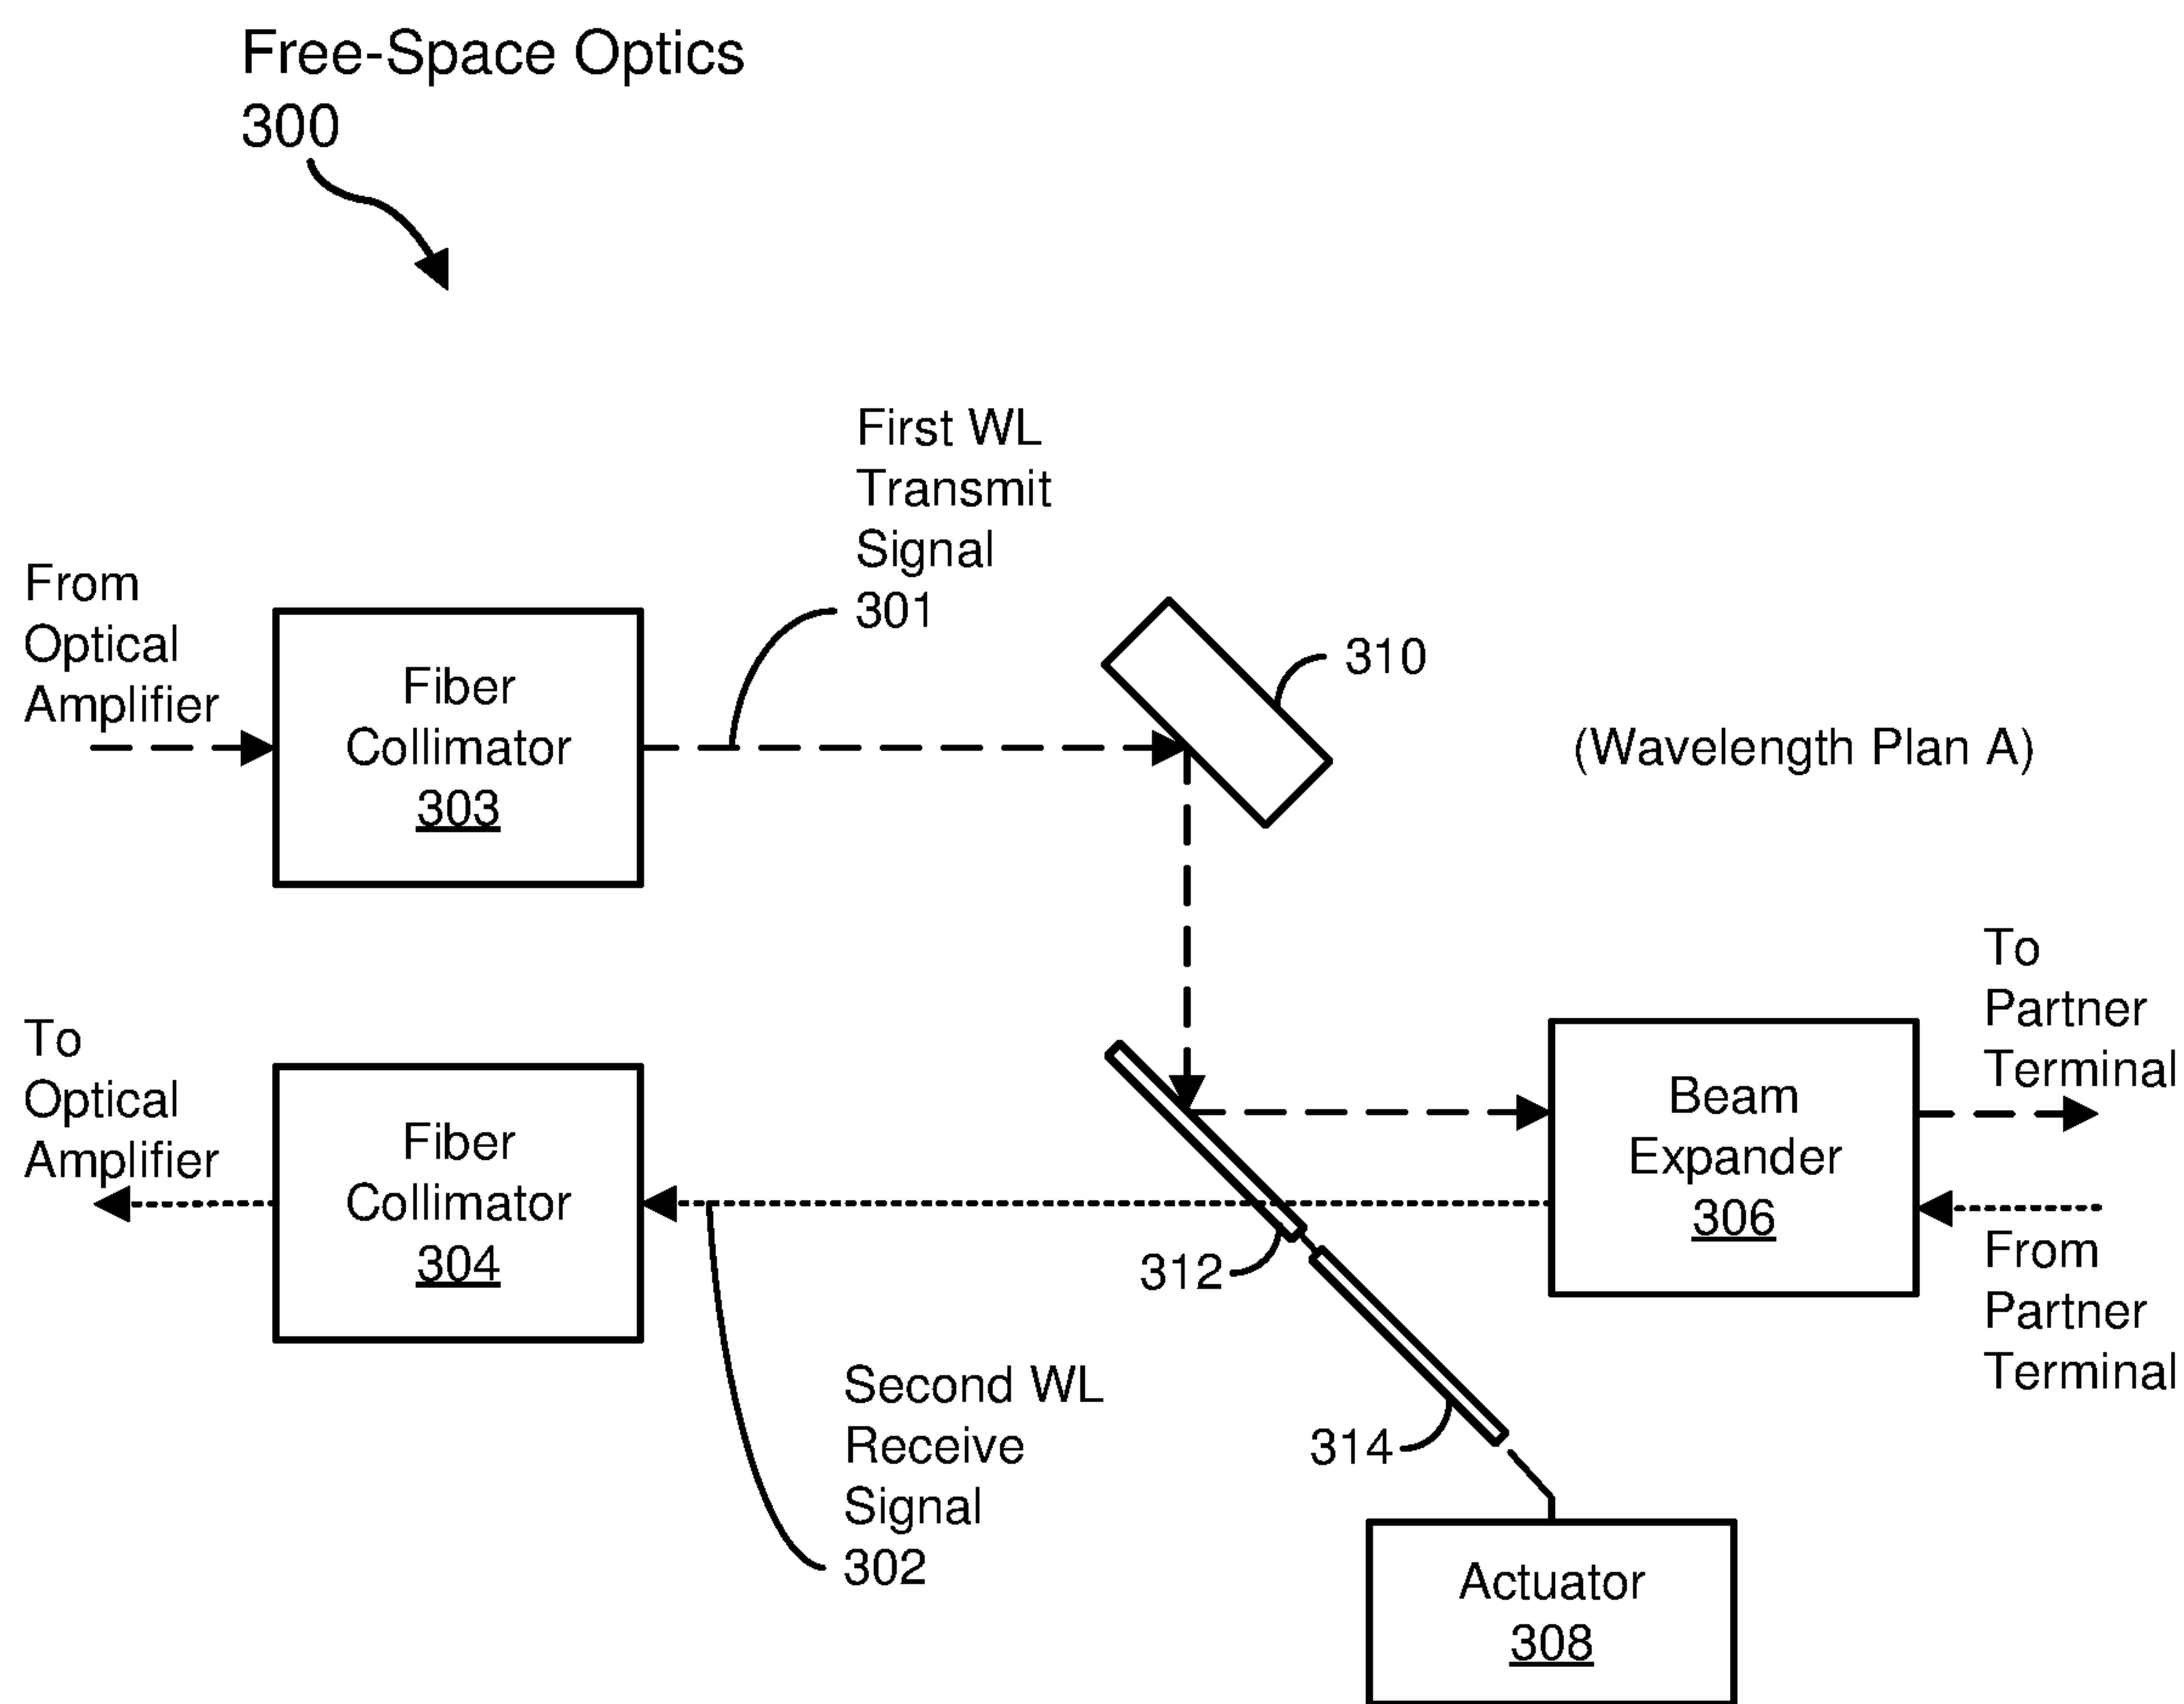 Free-Space Optics
300
First WL
Transmit
Signal
301
From
Optical
Amplifier
Fiber
Collimator
303
310
(Wavelength Plan A)
To
Partner
Terminal
To
Optical
Amplifier
Fiber
Collimator
304
Beam
Expander
306
312
From
Partner
Terminal
Second WL
Receive
Signal
302
314
Actuator
308